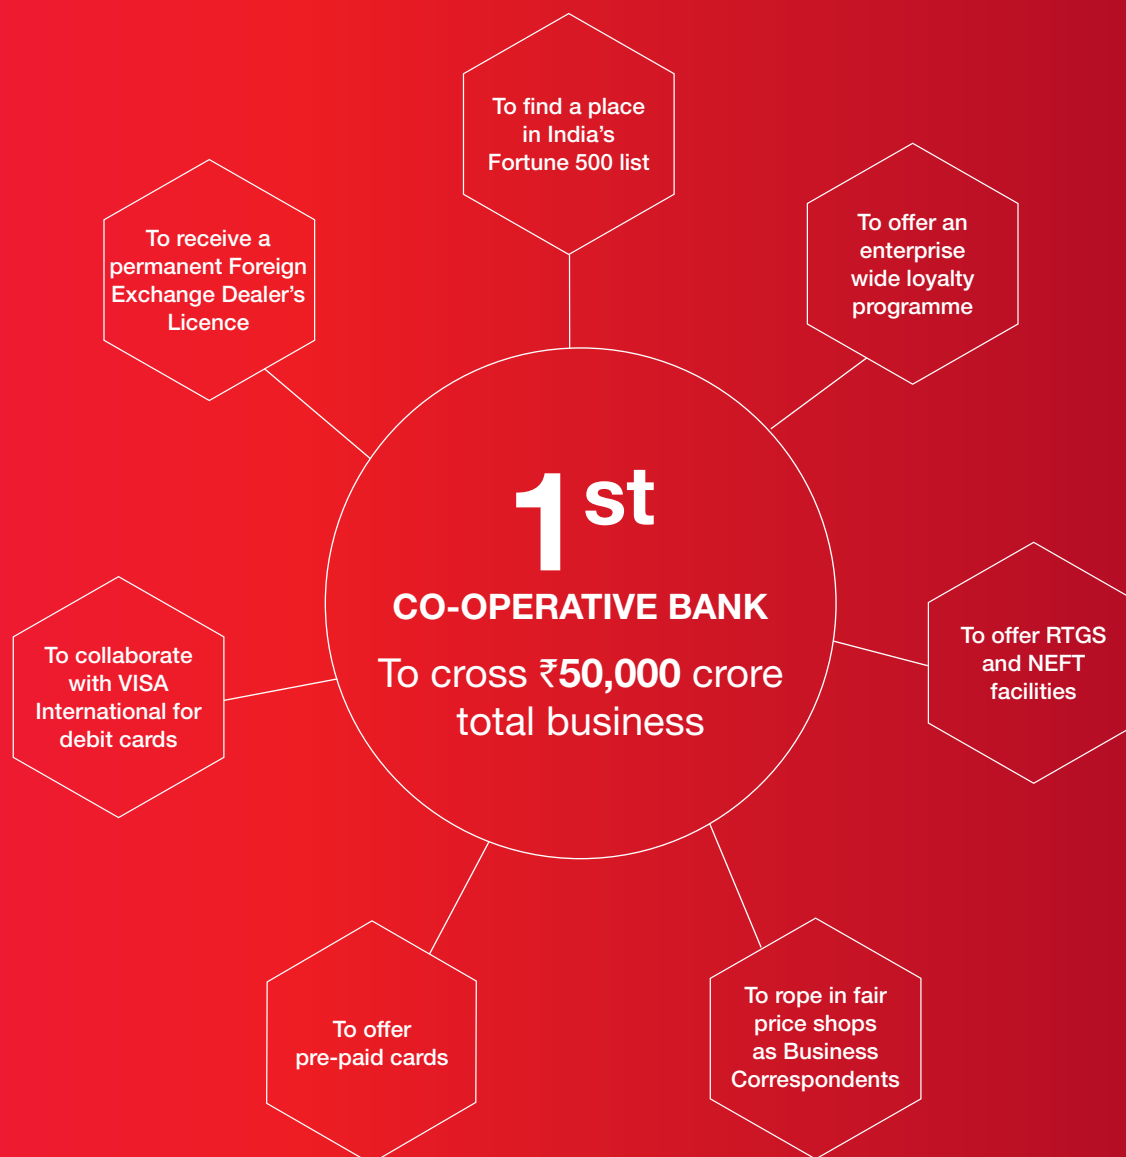 To find a place
in India’s
Fortune 500 list
To receive a
permanent Foreign
Exchange Dealer’s
Licence
To offer an
enterprise
wide loyalty
programme
1st
CO-OPERATIVE BANK
To cross ₹50,000 crore
total business
To collaborate
with VISA
International for
debit cards
To offer RTGS
and NEFT
facilities
To offer
pre-paid cards
To rope in fair
price shops
as Business
Correspondents